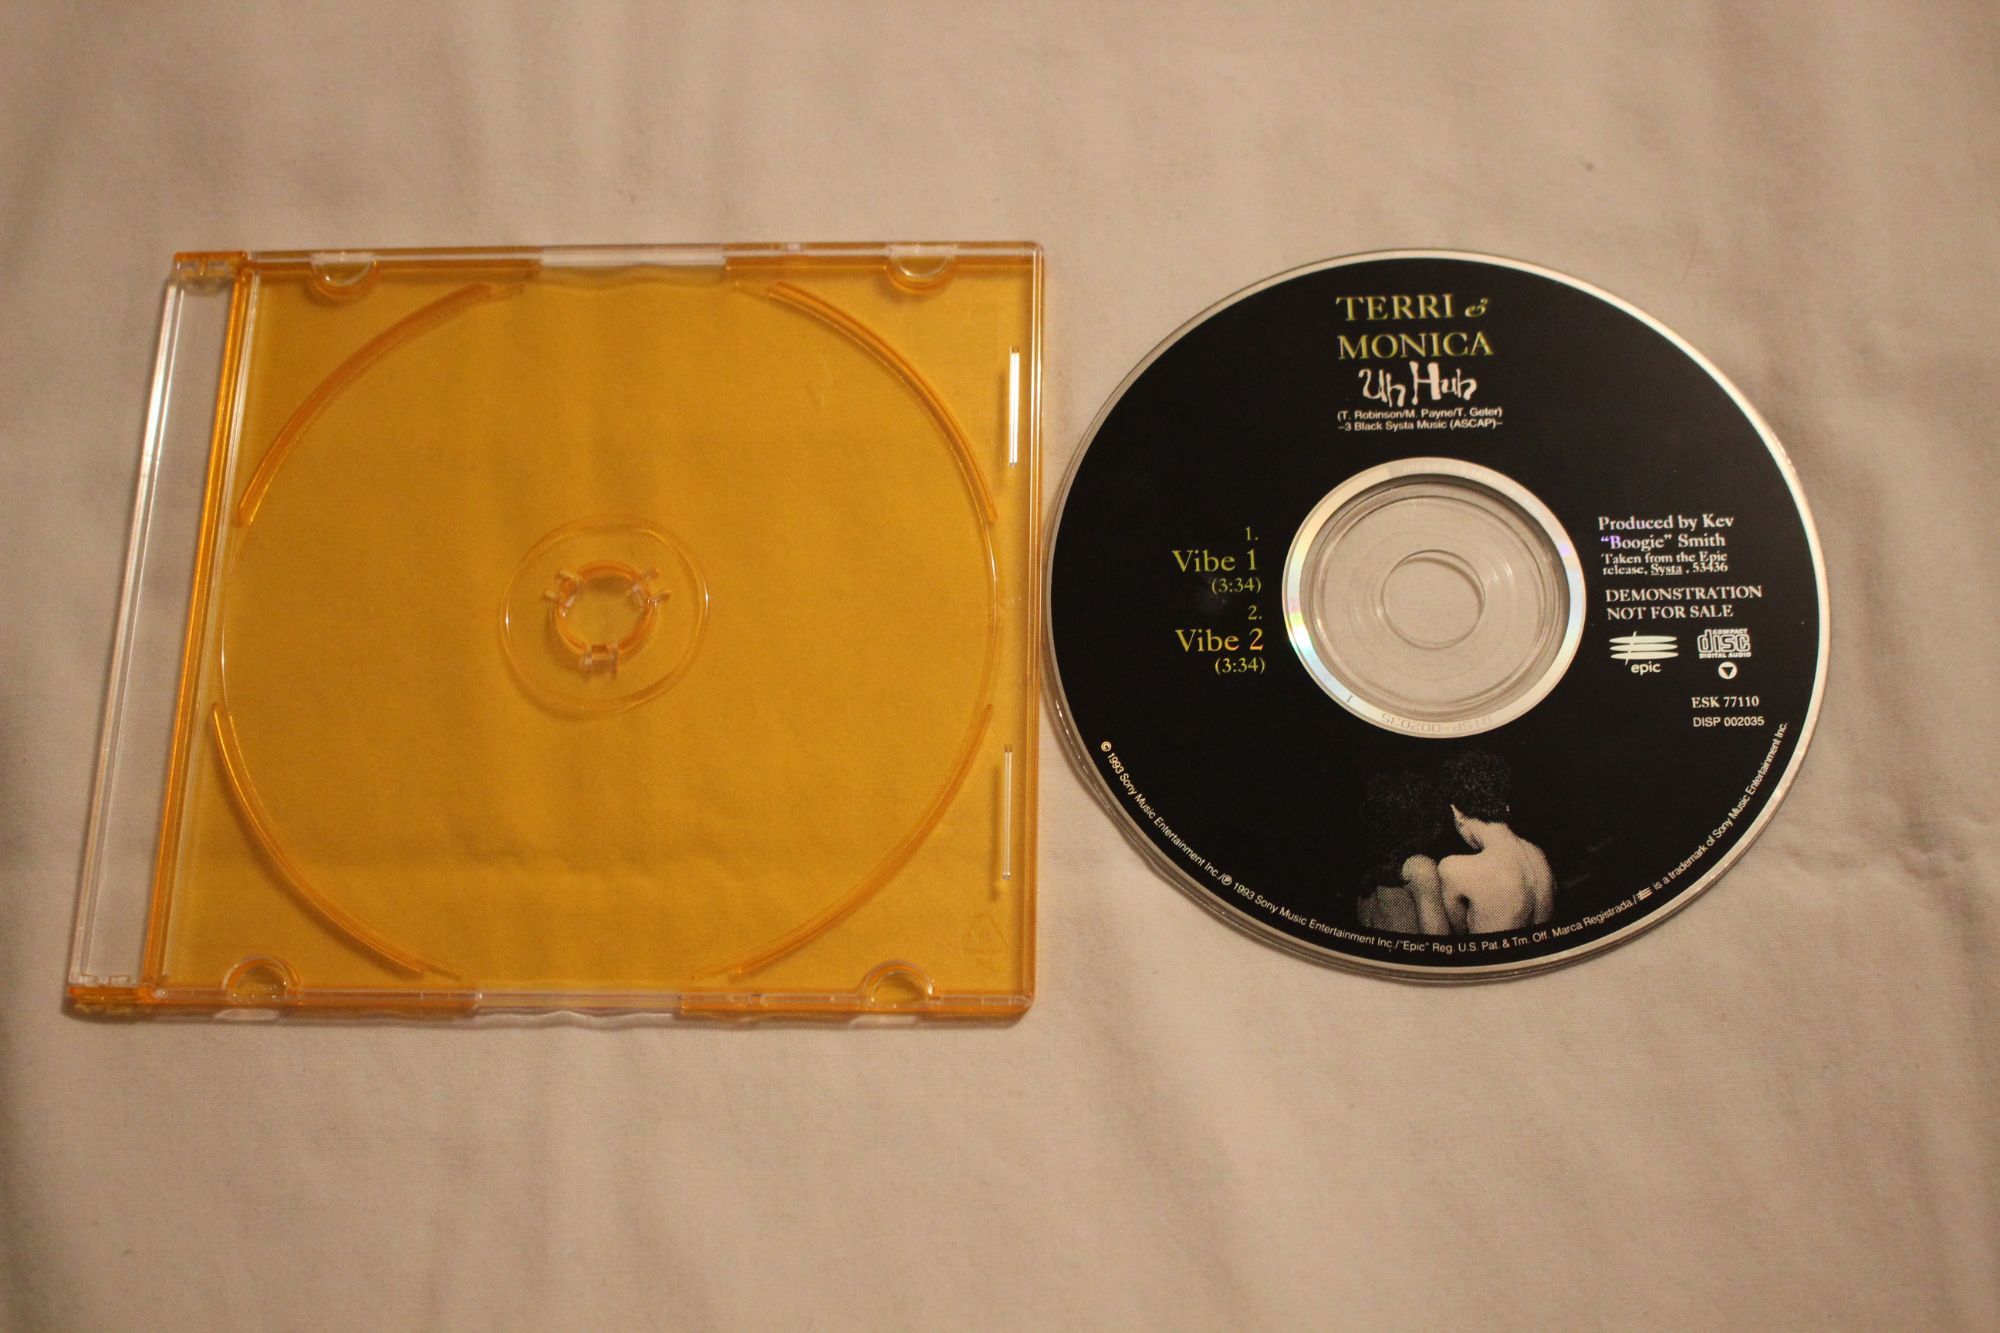 TERRI &
MONICA
Uh Huh
(T. Robinson/M. Payne/T. Geter)
–3 Black Systa Music (ASCAP)–
1.
Vibe 1
(3:34)
2.
Vibe 2
(3:34)
Produced by Kev
“Boogie” Smith
Taken from the Epic
release, Systa . 53436
DEMONSTRATION
NOT FOR SALE
epic
COMPACT
disc
DIGITAL AUDIO
ESK 77110
DISP 002035
DISP-002035 1
© 1993 Sony Music Entertainment Inc./℗ 1993 Sony Music Entertainment Inc./"Epic" Reg. U.S. Pat. & Tm. Off. Marca Registrada./ is a trademark of Sony Music Entertainment Inc.